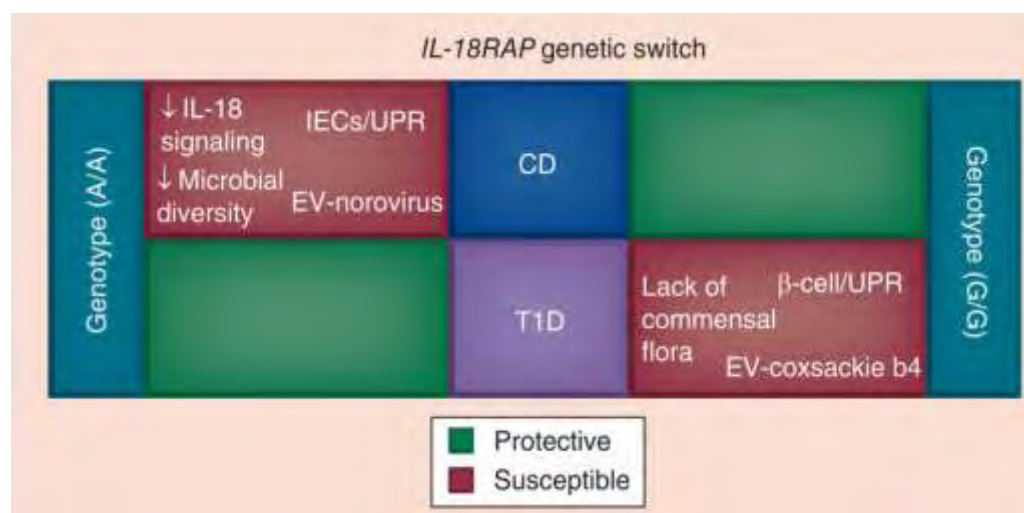 IL-18RAP genetic switch
Genotype (A/A)
↓ IL-18
signaling
↓ Microbial
diversity
IECs/UPR
EV-norovirus
CD
T1D
Lack of
commensal
flora
β-cell/UPR
EV-coxsackie b4
Genotype (G/G)
Protective
Susceptible